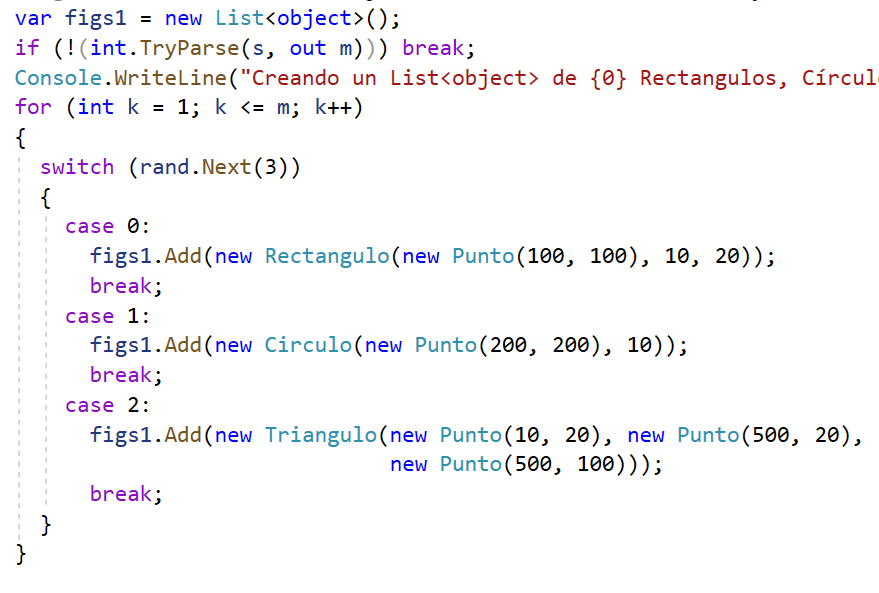 var figs1 = new List<object>();
if (!(int.TryParse(s, out m))) break;
Console.WriteLine("Creando un List<object> de {0} Rectangulos,
for (int k = 1; k <= m; k++)
{
switch (rand.Next(3))
{
case 0:
figs1.Add(new Rectangulo(new Punto(100, 100), 10, 20));
break;
case 1:
figs1.Add(new Circulo(new Punto(200, 200), 10));
break;
case 2:
figs1.Add(new Triangulo(new Punto(10, 20), new Punto(500, 20),
new Punto(500, 100)));
break;
}
}